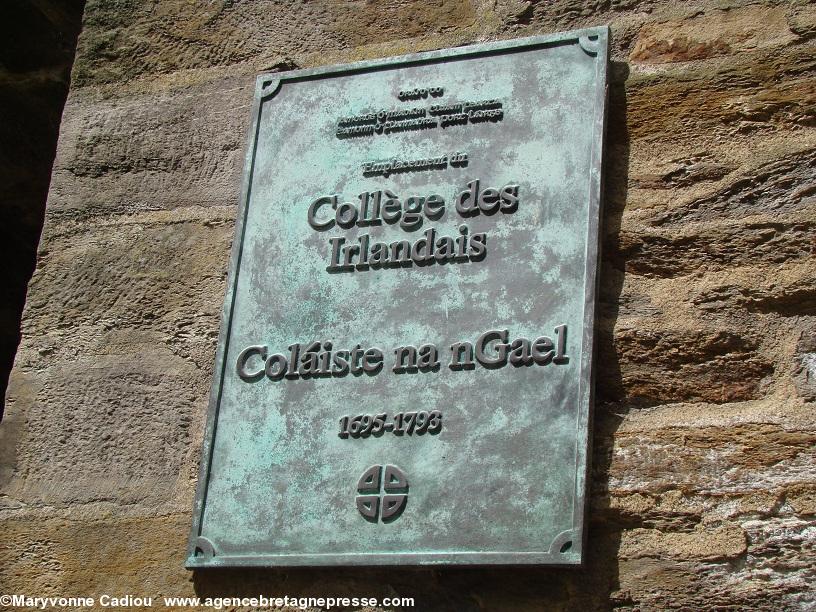 Emplacement du
Collège des
Irlandais
Coláiste na nGael
1695-1793
©Maryvonne Cadiou www.agencebretagnepresse.com